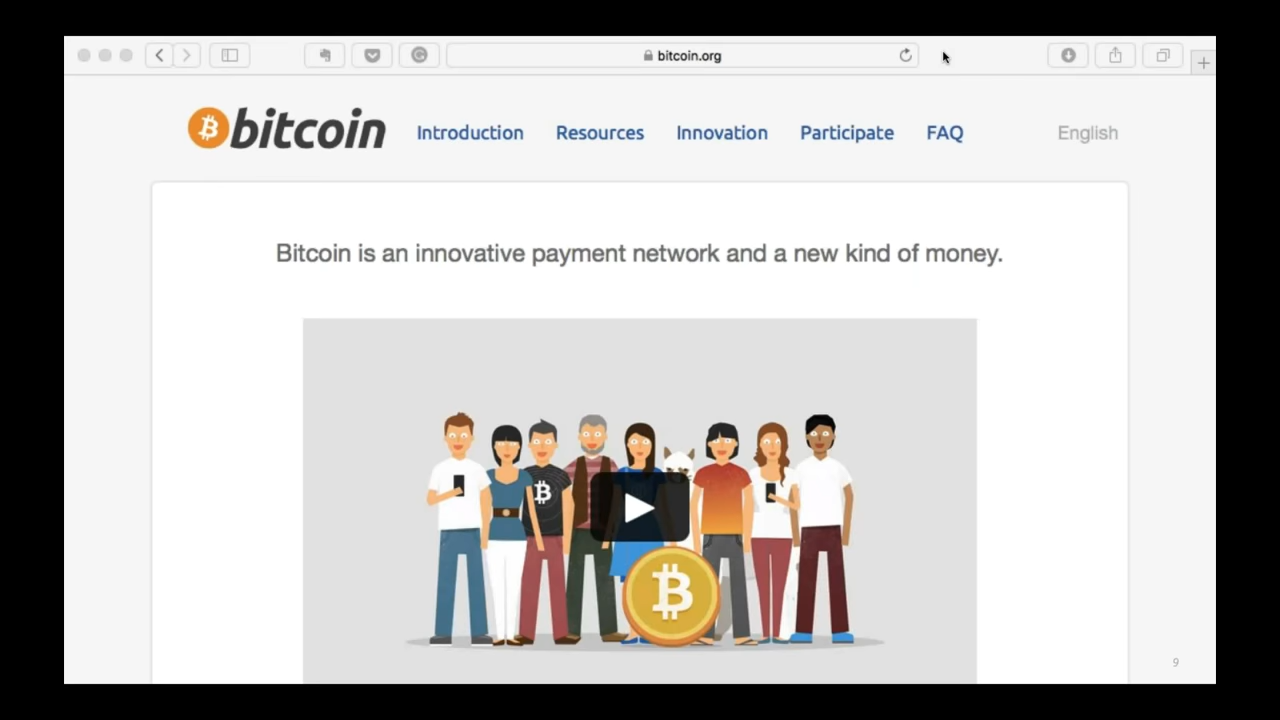 bitcoin.org
bitcoin
Introduction
Resources
Innovation
Participate
FAQ
English
Bitcoin is an innovative payment network and a new kind of money.
9